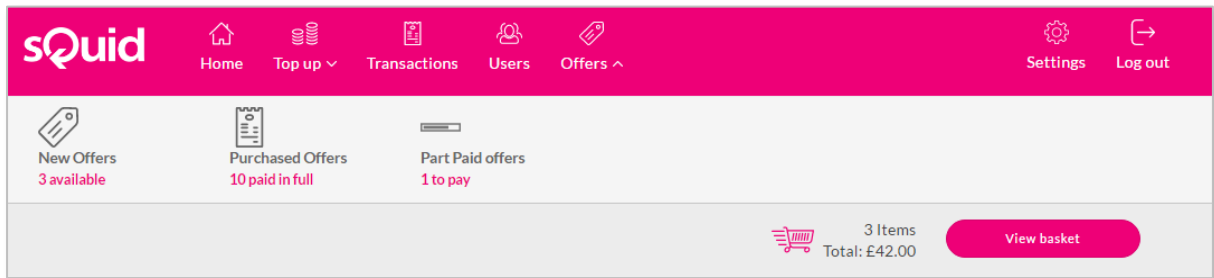 sQuid
Home Top up Transactions Users Offers Settings Log out
New Offers Purchased Offers Part Paid offers
3 available 10 paid in full 1 to pay
3 Items
Total: £42.00
View basket